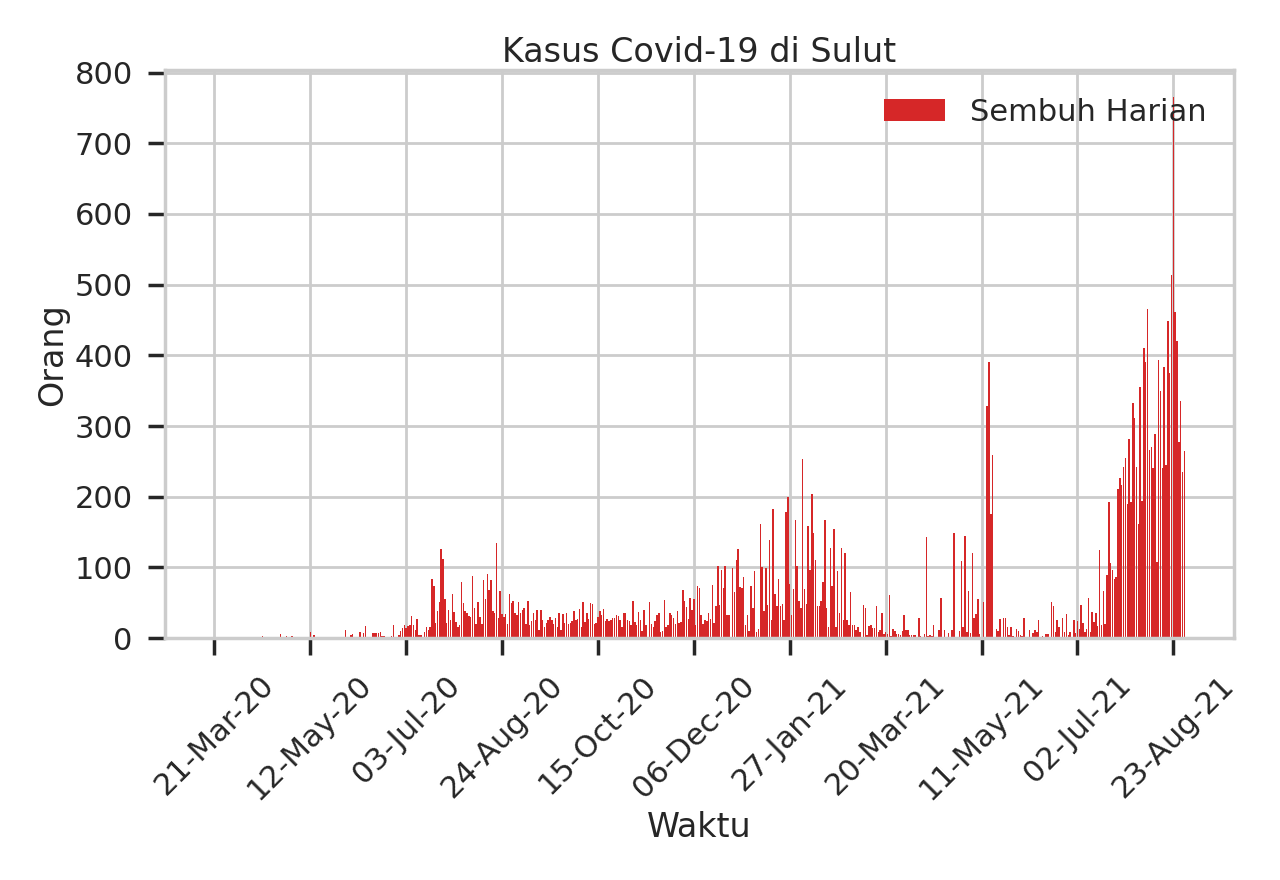 Kasus Covid-19 di Sulut
Sembuh Harian
Orang
800
700
600
500
400
300
200
100
0
21-Mar-20
12-May-20
03-Jul-20
24-Aug-20
15-Oct-20
06-Dec-20
27-Jan-21
20-Mar-21
11-May-21
02-Jul-21
23-Aug-21
Waktu